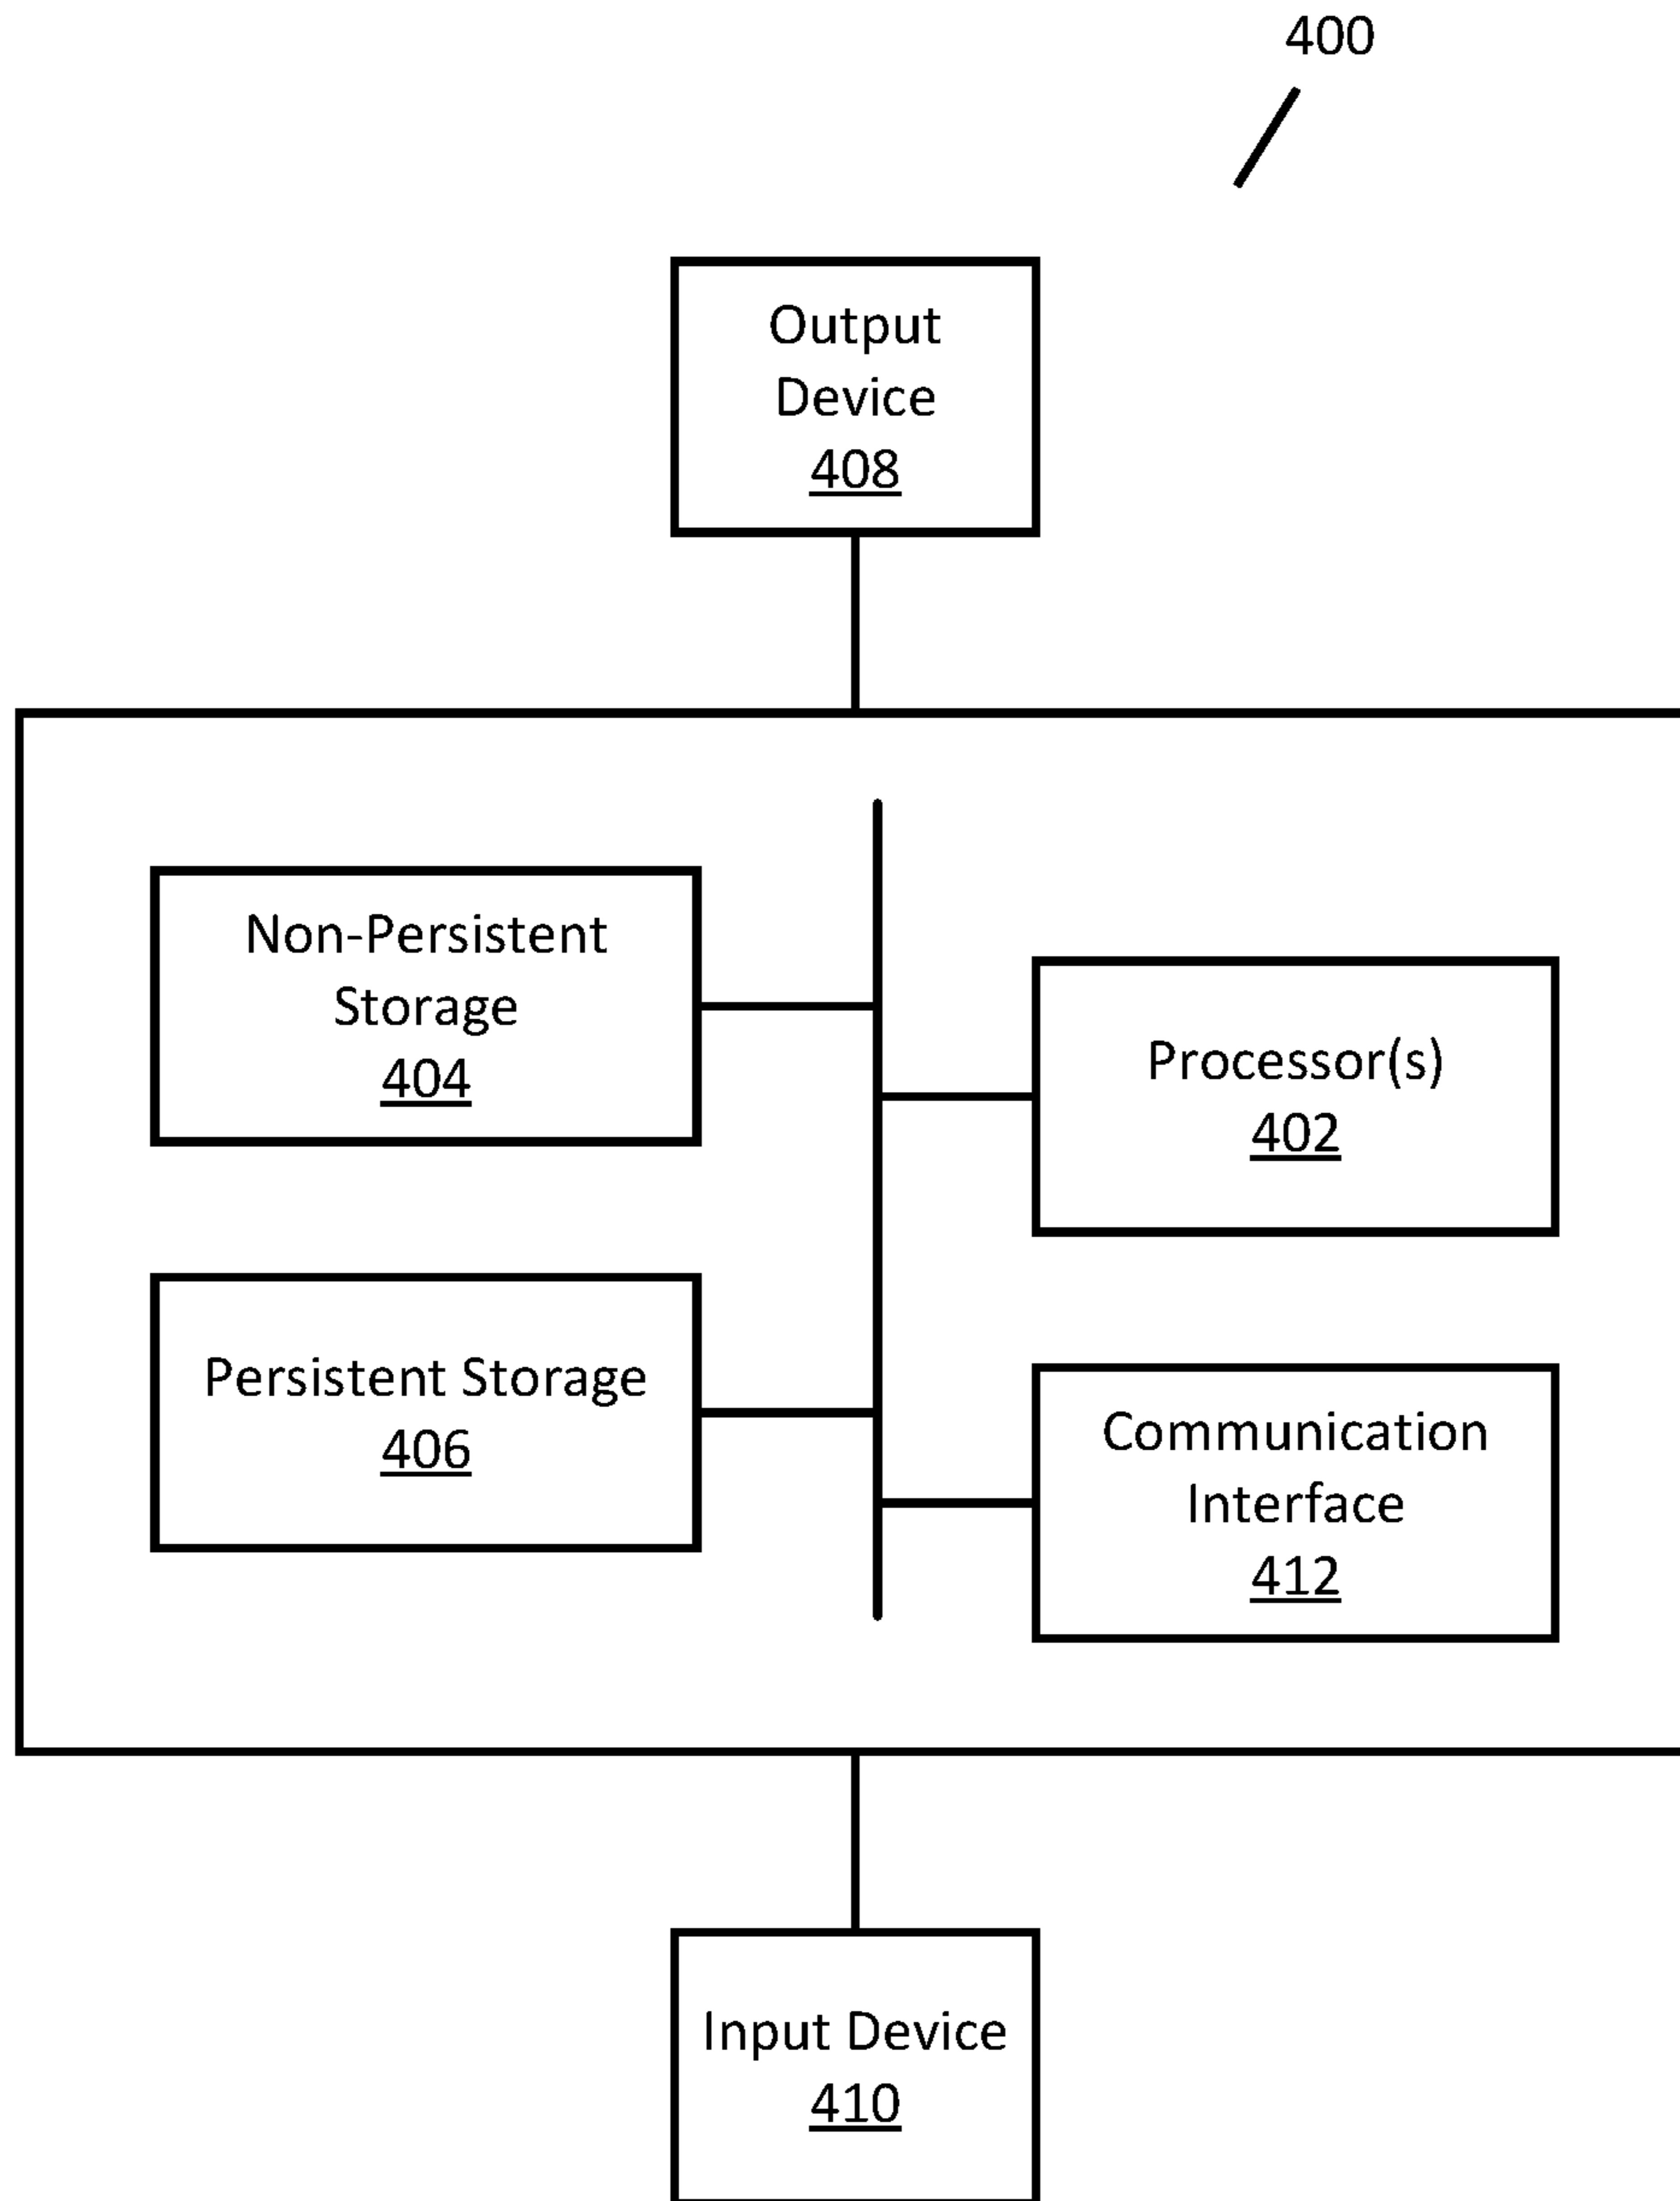 400
Output
Device
408
Non-Persistent
Storage
404
Processor(s)
402
Persistent Storage
406
Communication
Interface
412
Input Device
410